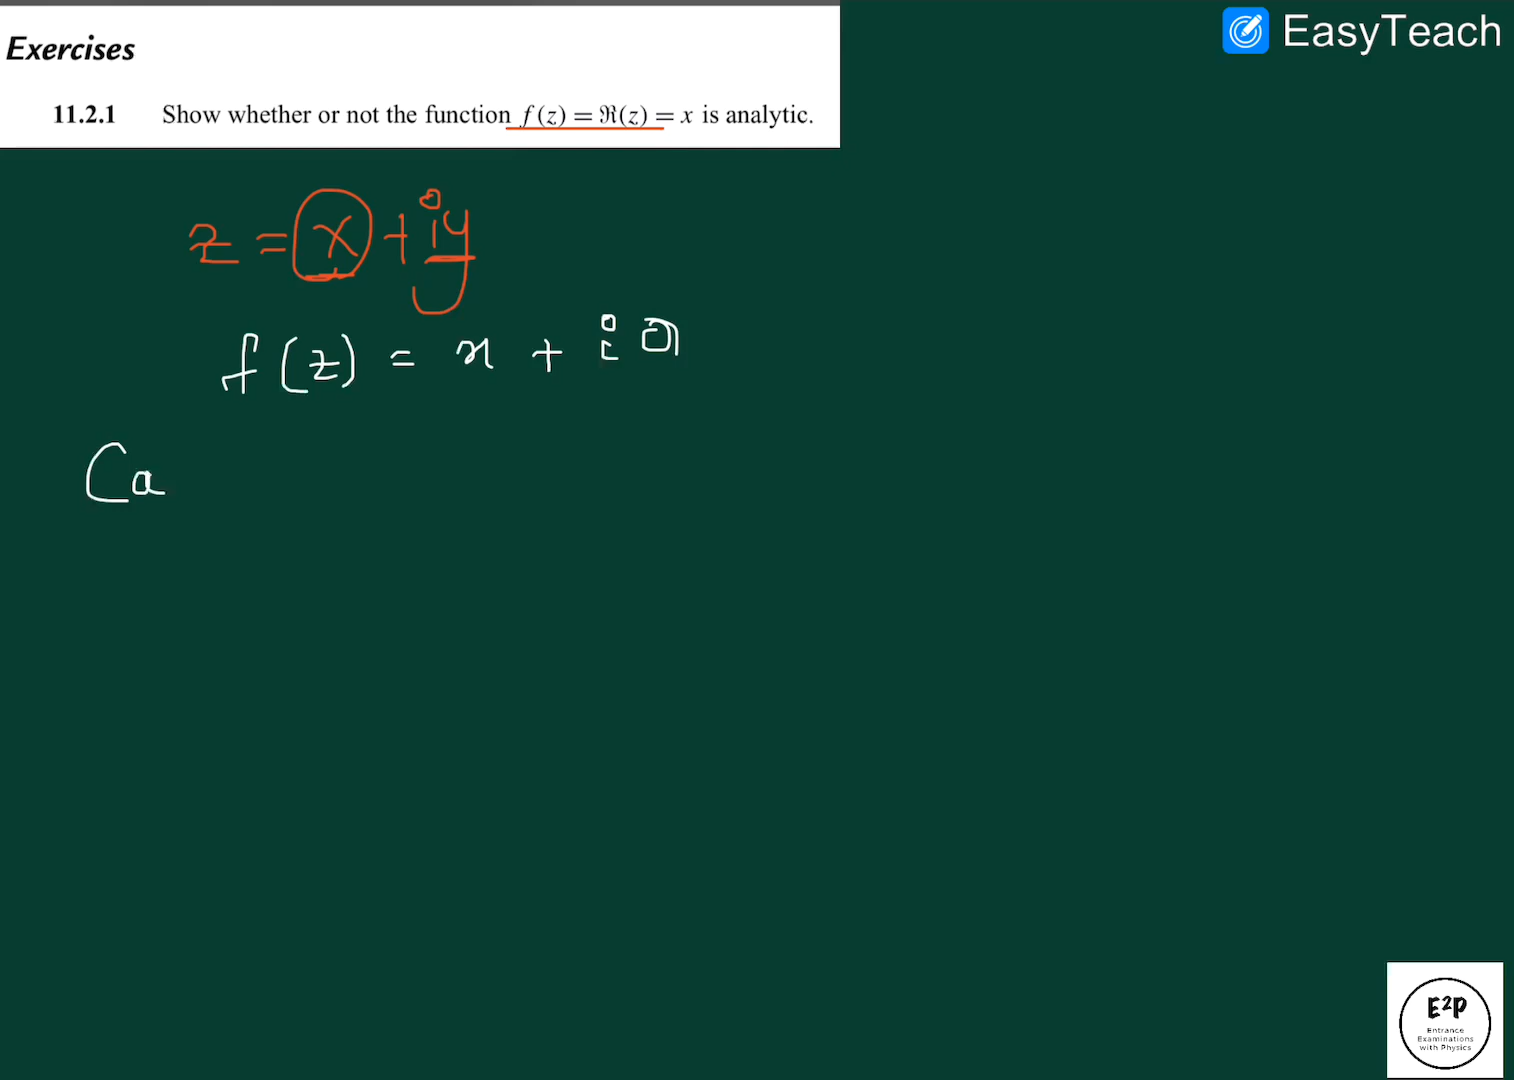 EasyTeach
Exercises
11.2.1 Show whether or not the function f(z) = ℜ(z) = x is analytic.
z = x + iy
f(z) = x + i0
Ca
E²P
Entrance
Examinations
with Physics